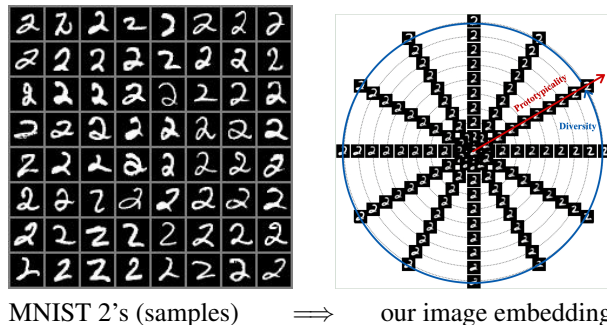 Prototypicality
Diversity
MNIST 2's (samples) ⟹ our image embedding